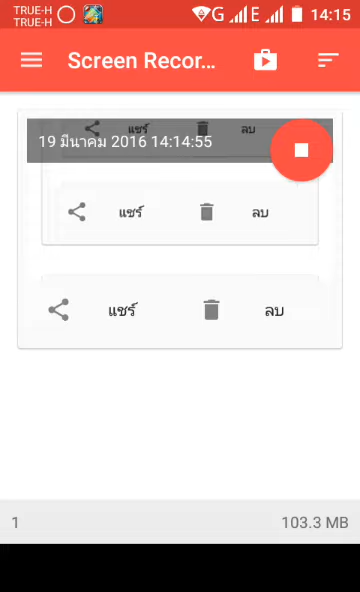 TRUE-H
TRUE-H
G E 14:15
Screen Recor...
แชร์ ลบ
19 มีนาคม 2016 14:14:55
แชร์ ลบ
แชร์ ลบ
1 103.3 MB